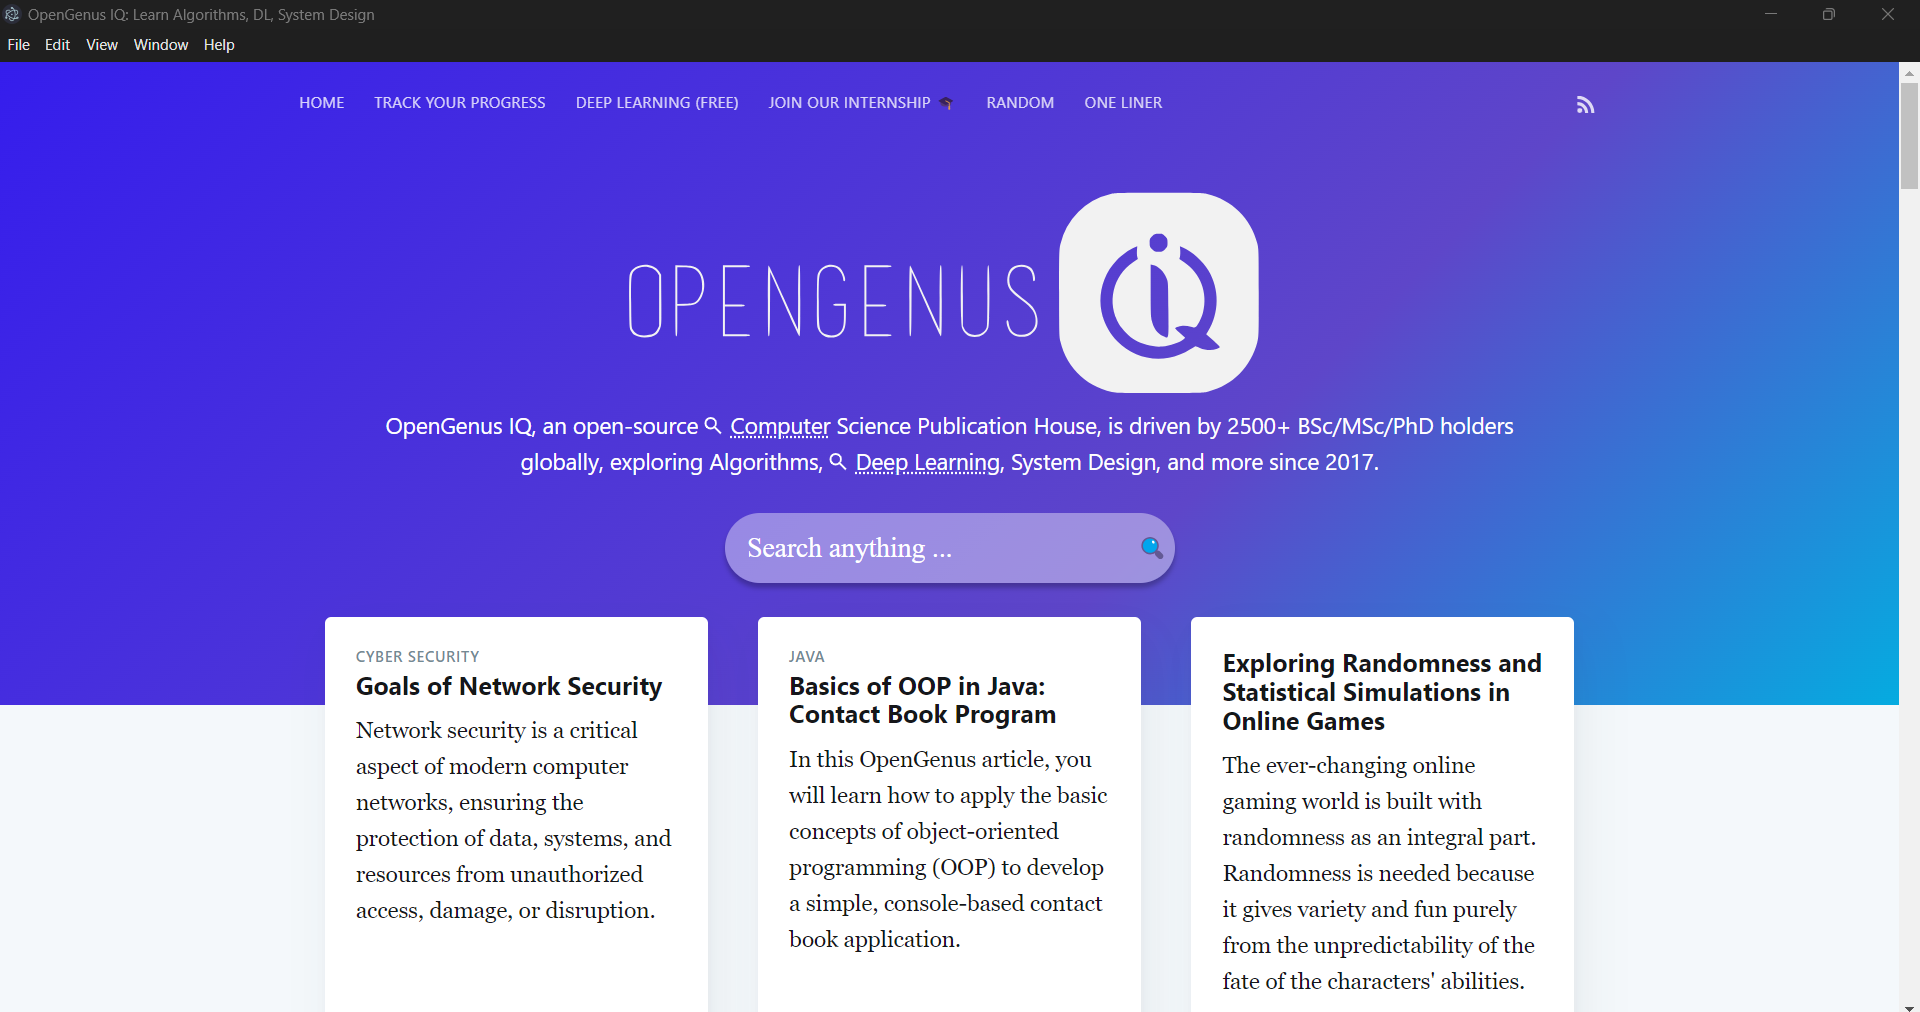 OpenGenus IQ: Learn Algorithms, DL, System Design
File Edit View Window Help
HOME TRACK YOUR PROGRESS DEEP LEARNING (FREE) JOIN OUR INTERNSHIP 🎓 RANDOM ONE LINER
OPENGENUS iQ
OpenGenus IQ, an open-source Computer Science Publication House, is driven by 2500+ BSc/MSc/PhD holders
globally, exploring Algorithms, Deep Learning, System Design, and more since 2017.
Search anything ...
CYBER SECURITY
Goals of Network Security
Network security is a critical
aspect of modern computer
networks, ensuring the
protection of data, systems, and
resources from unauthorized
access, damage, or disruption.
JAVA
Basics of OOP in Java:
Contact Book Program
In this OpenGenus article, you
will learn how to apply the basic
concepts of object-oriented
programming (OOP) to develop
a simple, console-based contact
book application.
Exploring Randomness and
Statistical Simulations in
Online Games
The ever-changing online
gaming world is built with
randomness as an integral part.
Randomness is needed because
it gives variety and fun purely
from the unpredictability of the
fate of the characters' abilities.